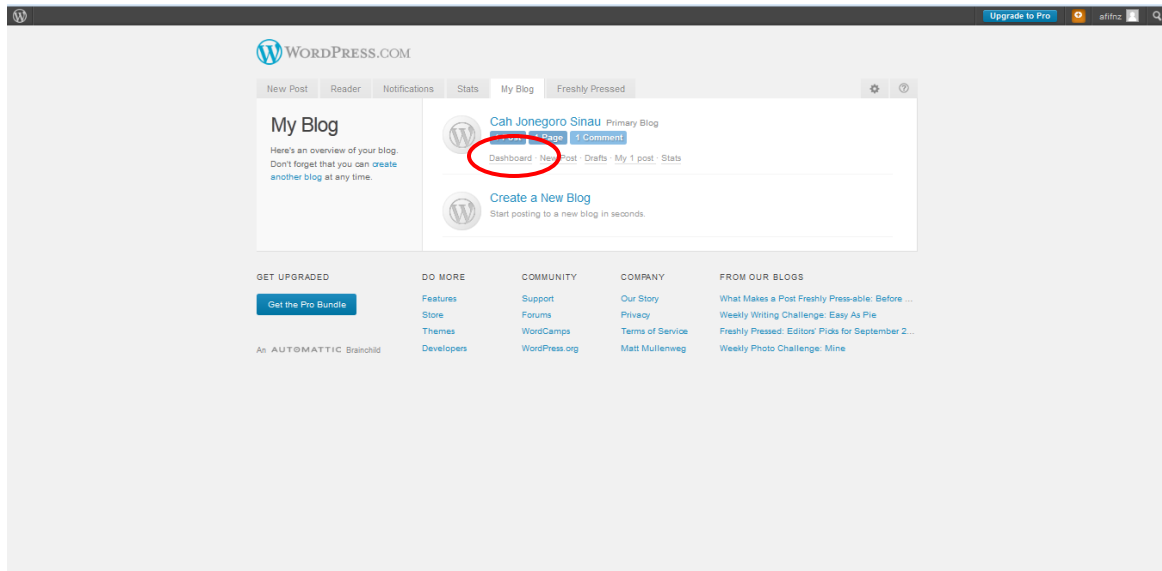 Upgrade to Pro afifnz
WORDPRESS.COM
New Post Reader Notifications Stats My Blog Freshly Pressed
My Blog
Here's an overview of your blog.
Don't forget that you can create
another blog at any time.
Cah Jonegoro Sinau Primary Blog
Page 1 Comment
Dashboard · New Post · Drafts · My 1 post · Stats
Create a New Blog
Start posting to a new blog in seconds.
GET UPGRADED
Get the Pro Bundle
An AUTOMATTIC Brainchild
DO MORE
Features
Store
Themes
Developers
COMMUNITY
Support
Forums
WordCamps
WordPress.org
COMPANY
Our Story
Privacy
Terms of Service
Matt Mullenweg
FROM OUR BLOGS
What Makes a Post Freshly Press-able: Before ...
Weekly Writing Challenge: Easy As Pie
Freshly Pressed: Editors' Picks for September 2...
Weekly Photo Challenge: Mine